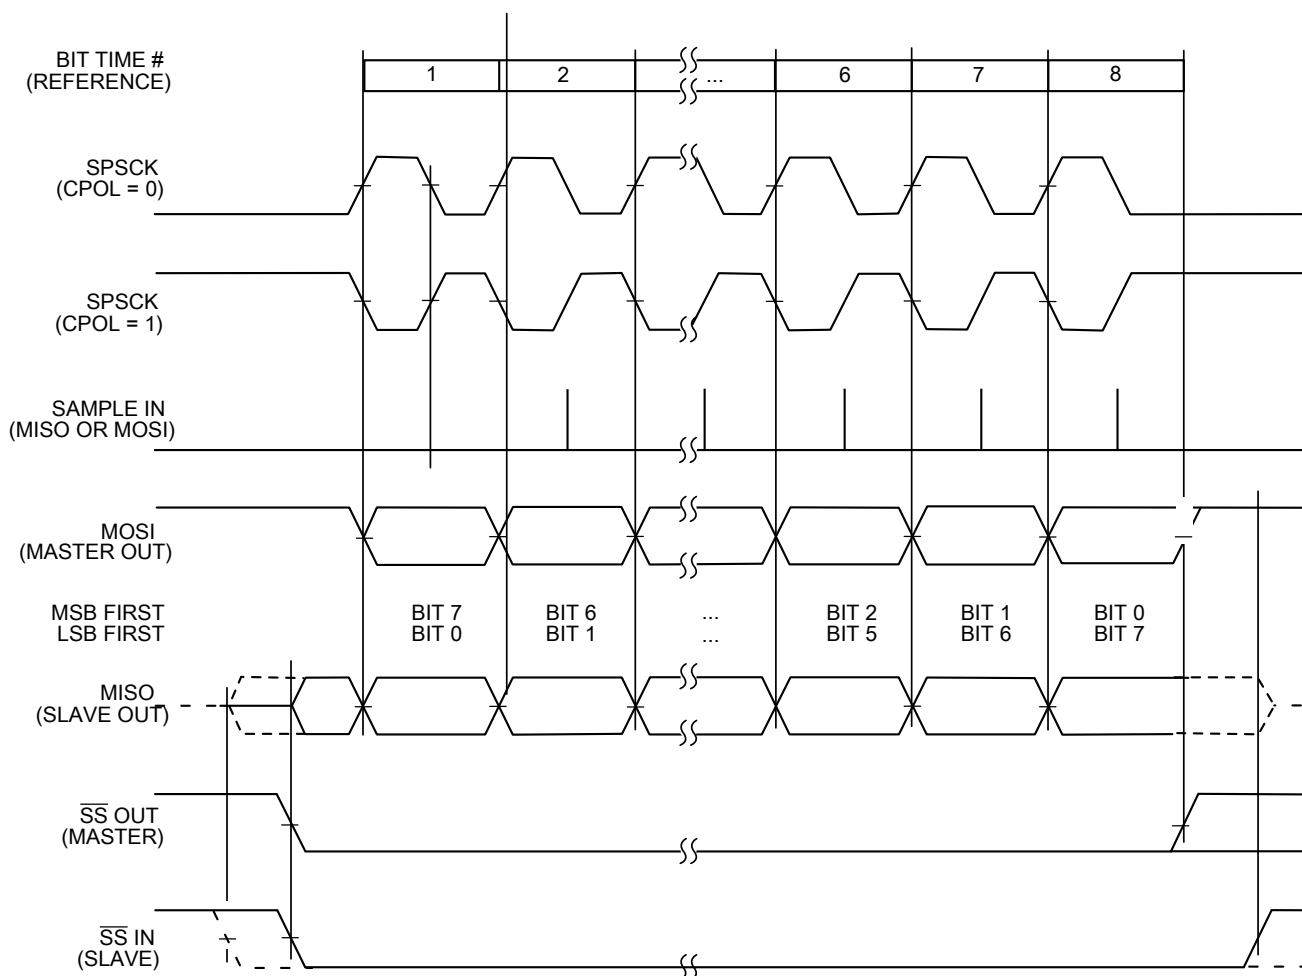 BIT TIME #
(REFERENCE)
1 2 ... 6 7 8
SPSCK
(CPOL = 0)
SPSCK
(CPOL = 1)
SAMPLE IN
(MISO OR MOSI)
MOSI
(MASTER OUT)
MSB FIRST BIT 7 BIT 6 ... BIT 2 BIT 1 BIT 0
LSB FIRST BIT 0 BIT 1 ... BIT 5 BIT 6 BIT 7
MISO
(SLAVE OUT)
SS OUT
(MASTER)
SS IN
(SLAVE)